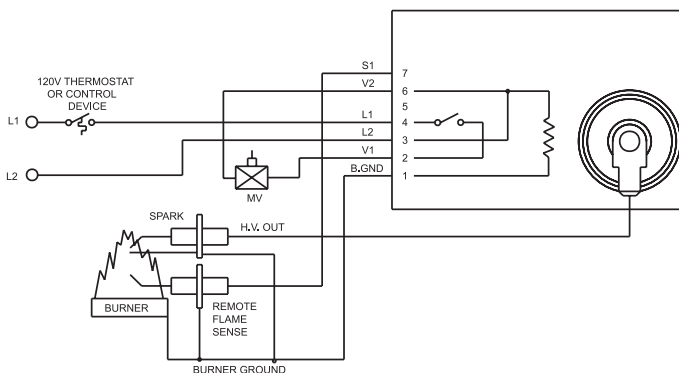 120V THERMOSTAT
OR CONTROL
DEVICE
L1
L2
S1
V2
L1
L2
V1
B.GND
7
6
5
4
3
2
1
MV
SPARK
H.V. OUT
BURNER
REMOTE
FLAME
SENSE
BURNER GROUND